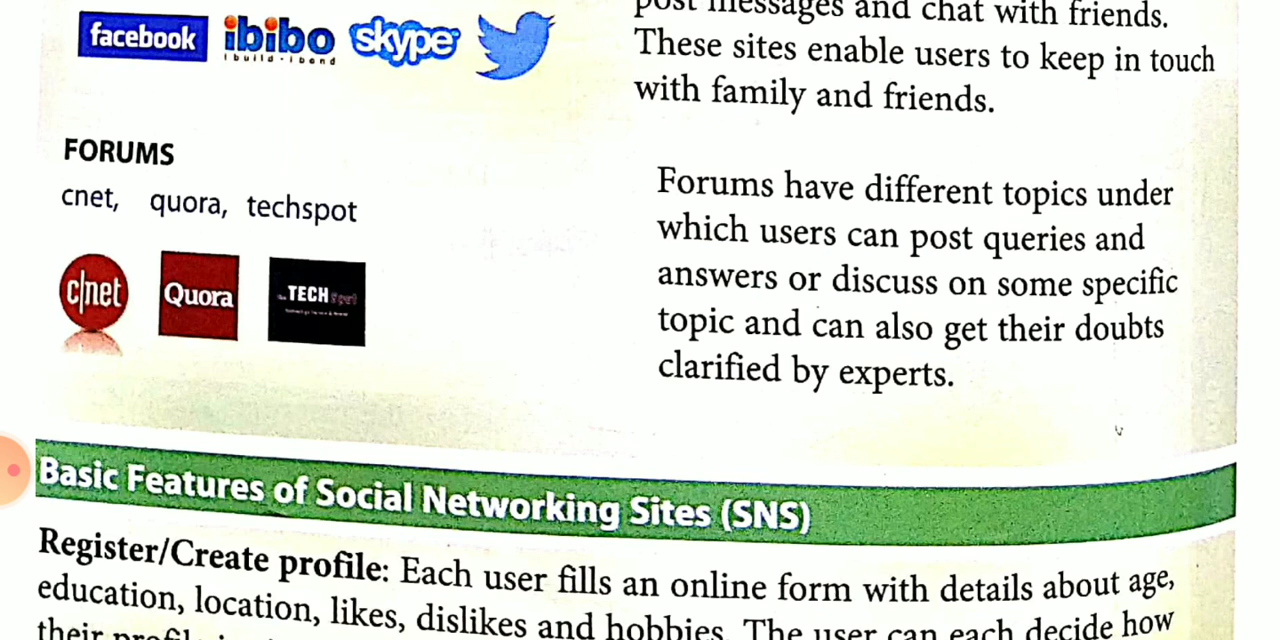 facebook ibibo skype
ibuild-ibond
post messages and chat with friends.
These sites enable users to keep in touch
with family and friends.
FORUMS
cnet, quora, techspot
c|net Quora TECH
Forums have different topics under
which users can post queries and
answers or discuss on some specific
topic and can also get their doubts
clarified by experts.
Basic Features of Social Networking Sites (SNS)
Register/Create profile: Each user fills an online form with details about age,
education, location, likes, dislikes and hobbies. The user can each decide how
their